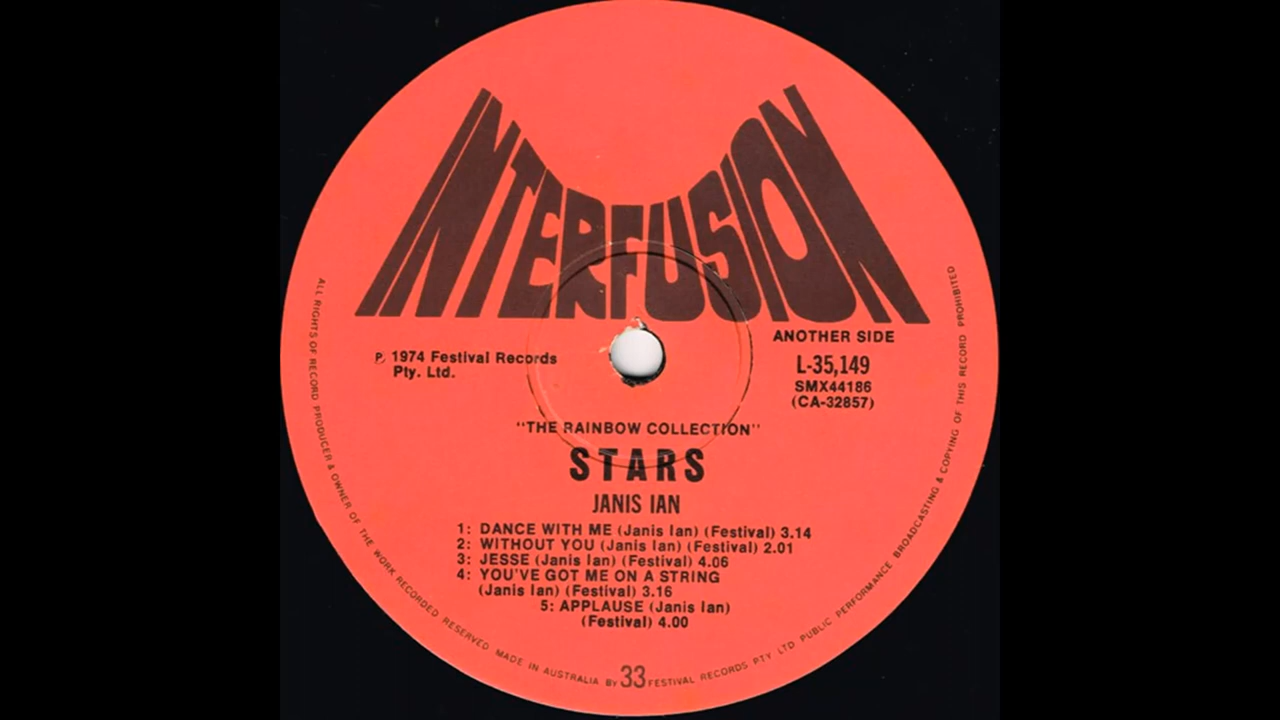 INTERFUSION
ANOTHER SIDE
℗ 1974 Festival Records
Pty. Ltd.
L-35,149
SMX44186
(CA-32857)
"THE RAINBOW COLLECTION"
STARS
JANIS IAN
1: DANCE WITH ME (Janis Ian) (Festival) 3.14
2: WITHOUT YOU (Janis Ian) (Festival) 2.01
3: JESSE (Janis Ian) (Festival) 4.06
4: YOU'VE GOT ME ON A STRING
(Janis Ian) (Festival) 3.16
5: APPLAUSE (Janis Ian)
(Festival) 4.00
ALL RIGHTS OF RECORD PRODUCER & OWNER OF THE WORK RECORDED RESERVED MADE IN AUSTRALIA BY 33 FESTIVAL RECORDS PTY LTD PUBLIC PERFORMANCE BROADCASTING & COPYING OF THIS RECORD PROHIBITED